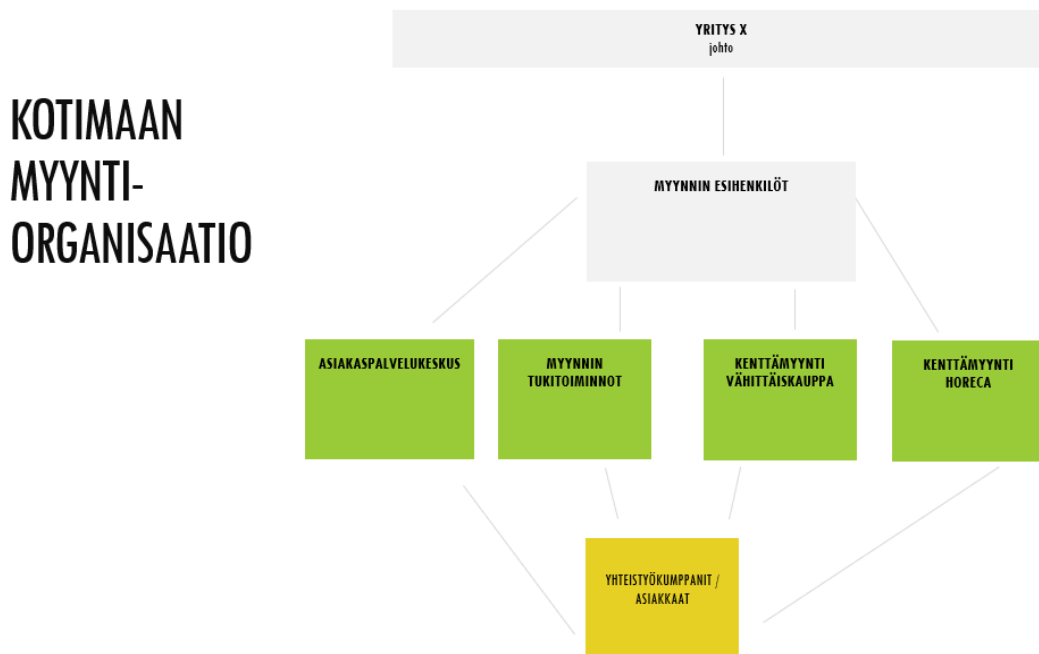 KOTIMAAN
MYYNTI-
ORGANISAATIO
YRITYS X
johto
MYYNNIN ESIHENKILÖT
ASIAKASPALVELUKESKUS
MYYNNIN
TUKITOIMINNOT
KENTTÄMYYNTI
VÄHITTÄISKAUPPA
KENTTÄMYYNTI
HORECA
YHTEISTYÖKUMPPANIT /
ASIAKKAAT